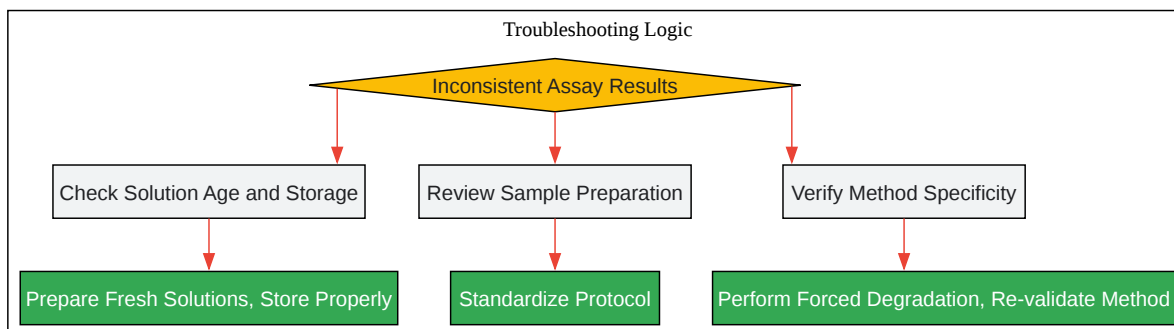 Troubleshooting Logic
Inconsistent Assay Results
Check Solution Age and Storage
Review Sample Preparation
Verify Method Specificity
Prepare Fresh Solutions, Store Properly
Standardize Protocol
Perform Forced Degradation, Re-validate Method